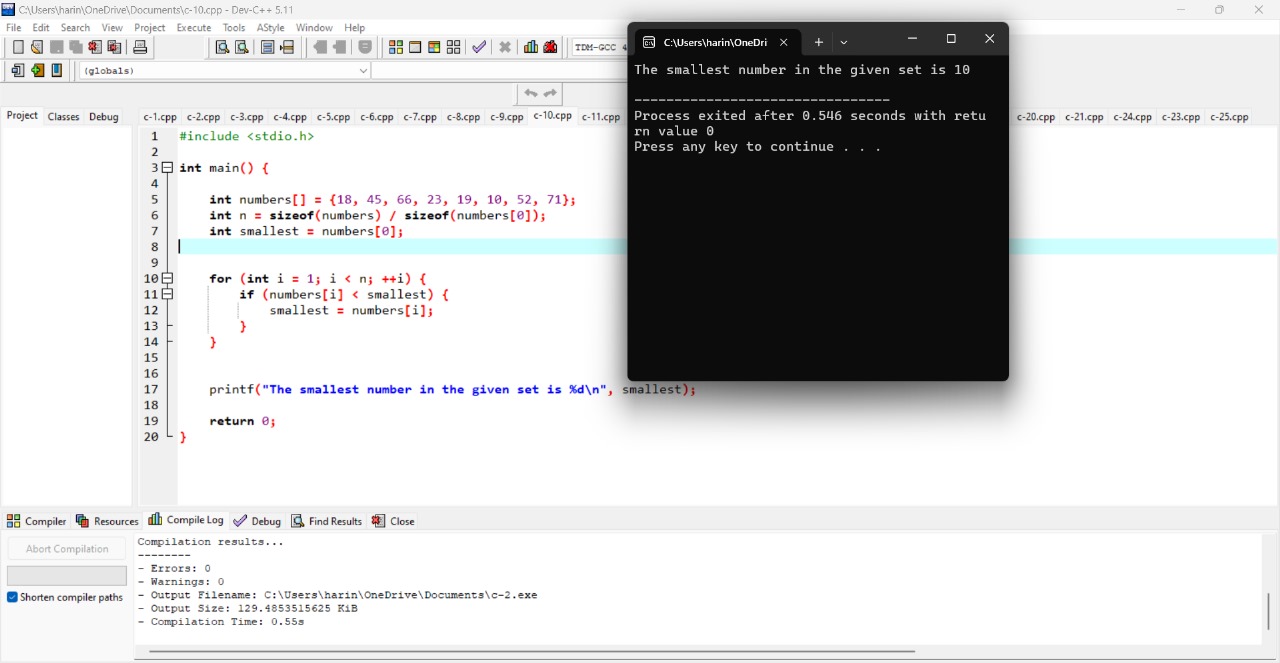 C:\Users\harin\OneDrive\Documents\c-10.cpp - Dev-C++ 5.11
File Edit Search View Project Execute Tools AStyle Window Help
TDM-GCC 4
(globals)
Project Classes Debug
c-1.cpp c-2.cpp c-3.cpp c-4.cpp c-5.cpp c-6.cpp c-7.cpp c-8.cpp c-9.cpp c-10.cpp c-11.cpp c-20.cpp c-21.cpp c-24.cpp c-23.cpp c-25.cpp
1 #include <stdio.h>
2
3 int main() {
4
5 int numbers[] = {18, 45, 66, 23, 19, 10, 52, 71};
6 int n = sizeof(numbers) / sizeof(numbers[0]);
7 int smallest = numbers[0];
8
9
10 for (int i = 1; i < n; ++i) {
11 if (numbers[i] < smallest) {
12 smallest = numbers[i];
13 }
14 }
15
16
17 printf("The smallest number in the given set is %d\n", smallest);
18
19 return 0;
20 }
C:\Users\harin\OneDri
The smallest number in the given set is 10
--------------------------------
Process exited after 0.546 seconds with retu
rn value 0
Press any key to continue . . .
Compiler Resources Compile Log Debug Find Results Close
Abort Compilation
Shorten compiler paths
Compilation results...
--------
- Errors: 0
- Warnings: 0
- Output Filename: C:\Users\harin\OneDrive\Documents\c-2.exe
- Output Size: 129.4853515625 KiB
- Compilation Time: 0.55s